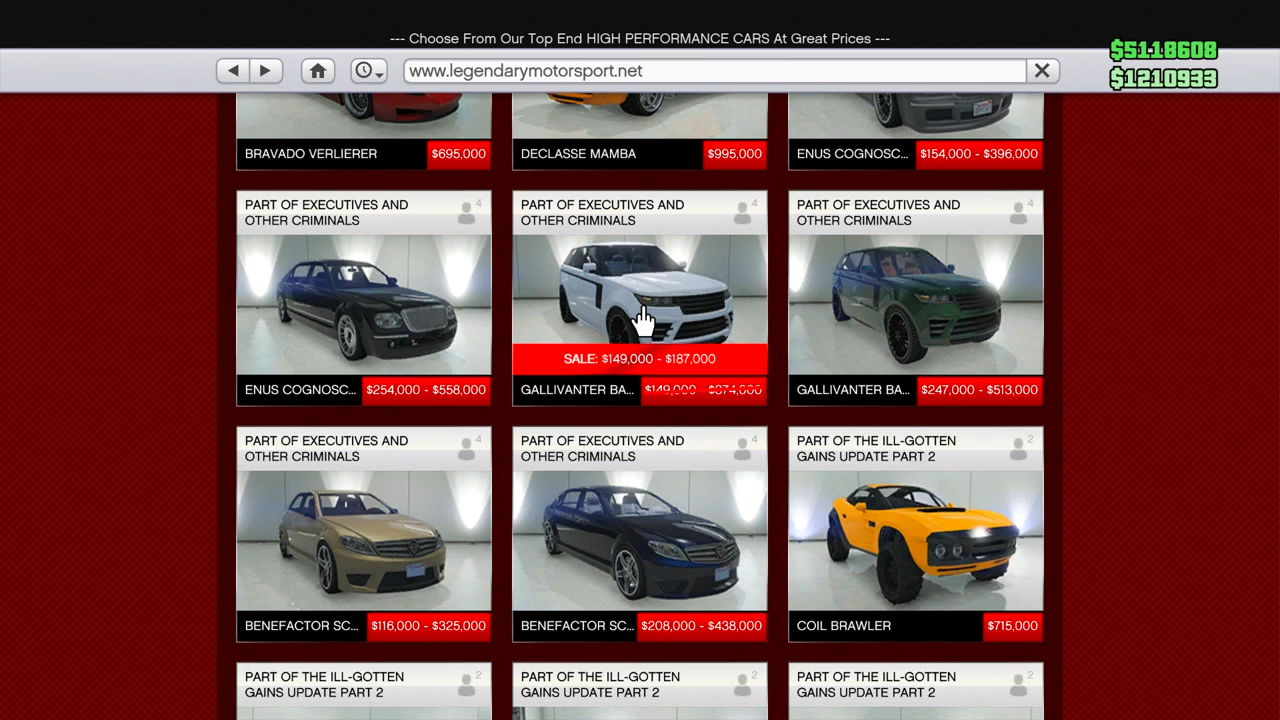 --- Choose From Our Top End HIGH PERFORMANCE CARS At Great Prices ---
$5118608
www.legendarymotorsport.net
$1210933
BRAVADO VERLIERER $695,000
DECLASSE MAMBA $995,000
ENUS COGNOSC... $154,000 - $396,000
PART OF EXECUTIVES AND
OTHER CRIMINALS
4
PART OF EXECUTIVES AND
OTHER CRIMINALS
4
PART OF EXECUTIVES AND
OTHER CRIMINALS
4
SALE: $149,000 - $187,000
ENUS COGNOSC... $254,000 - $558,000
GALLIVANTER BA... $149,000 - $374,000
GALLIVANTER BA... $247,000 - $513,000
PART OF EXECUTIVES AND
OTHER CRIMINALS
4
PART OF EXECUTIVES AND
OTHER CRIMINALS
4
PART OF THE ILL-GOTTEN
GAINS UPDATE PART 2
2
BENEFACTOR SC... $116,000 - $325,000
BENEFACTOR SC... $208,000 - $438,000
COIL BRAWLER $715,000
PART OF THE ILL-GOTTEN
GAINS UPDATE PART 2
2
PART OF THE ILL-GOTTEN
GAINS UPDATE PART 2
2
PART OF THE ILL-GOTTEN
GAINS UPDATE PART 2
2